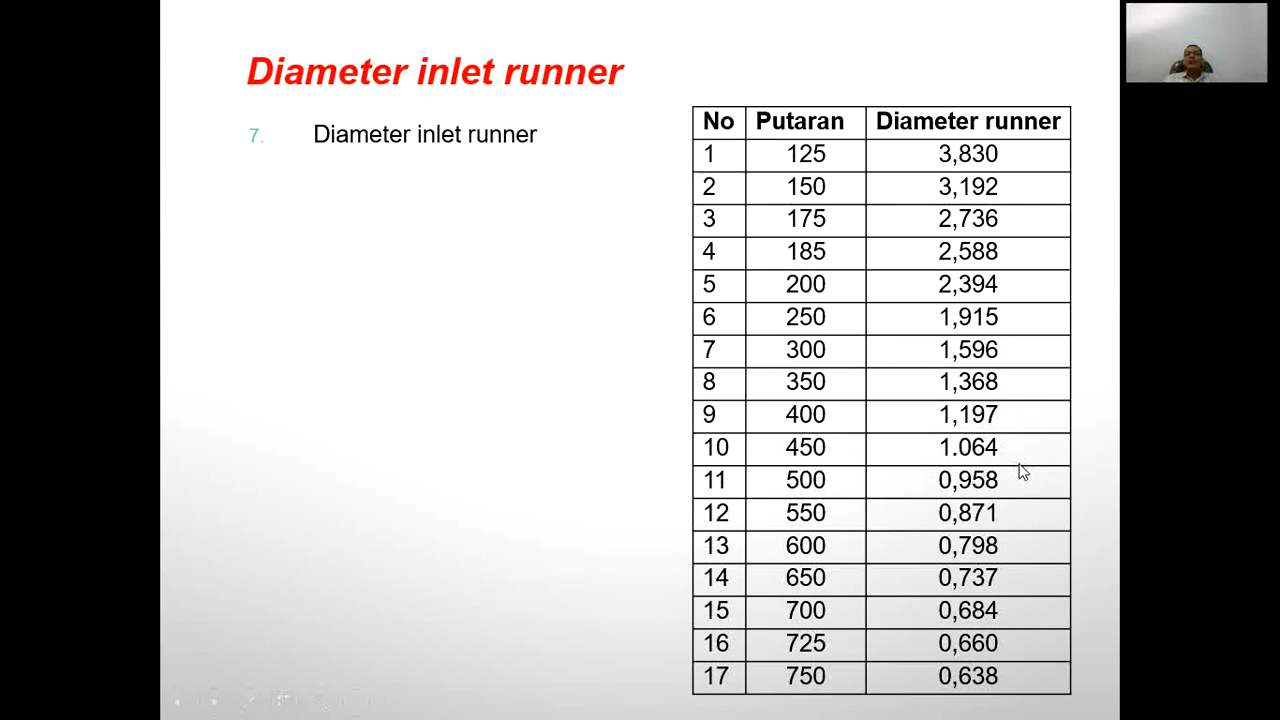 Diameter inlet runner
7. Diameter inlet runner
No Putaran Diameter runner
1 125 3,830
2 150 3,192
3 175 2,736
4 185 2,588
5 200 2,394
6 250 1,915
7 300 1,596
8 350 1,368
9 400 1,197
10 450 1.064
11 500 0,958
12 550 0,871
13 600 0,798
14 650 0,737
15 700 0,684
16 725 0,660
17 750 0,638